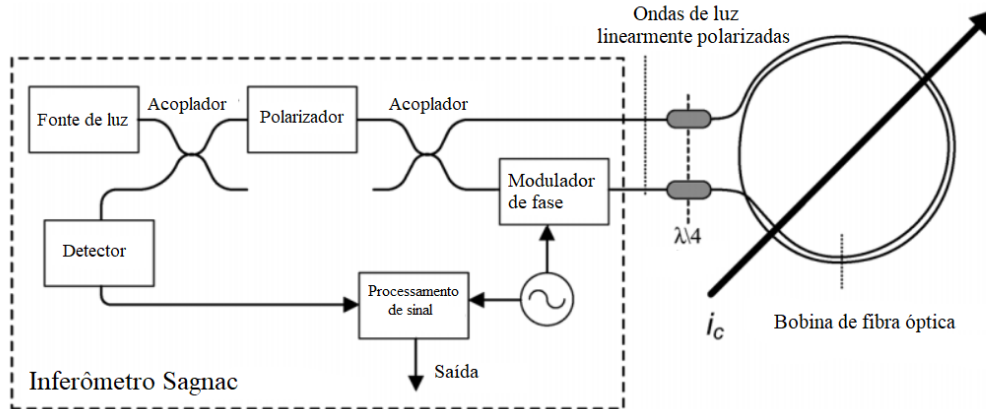 Ondas de luz
linearmente polarizadas
Fonte de luz
Acoplador
Polarizador
Acoplador
Modulador
de fase
Detector
λ\4
Processamento
de sinal
i_c
Bobina de fibra óptica
Saída
Inferômetro Sagnac